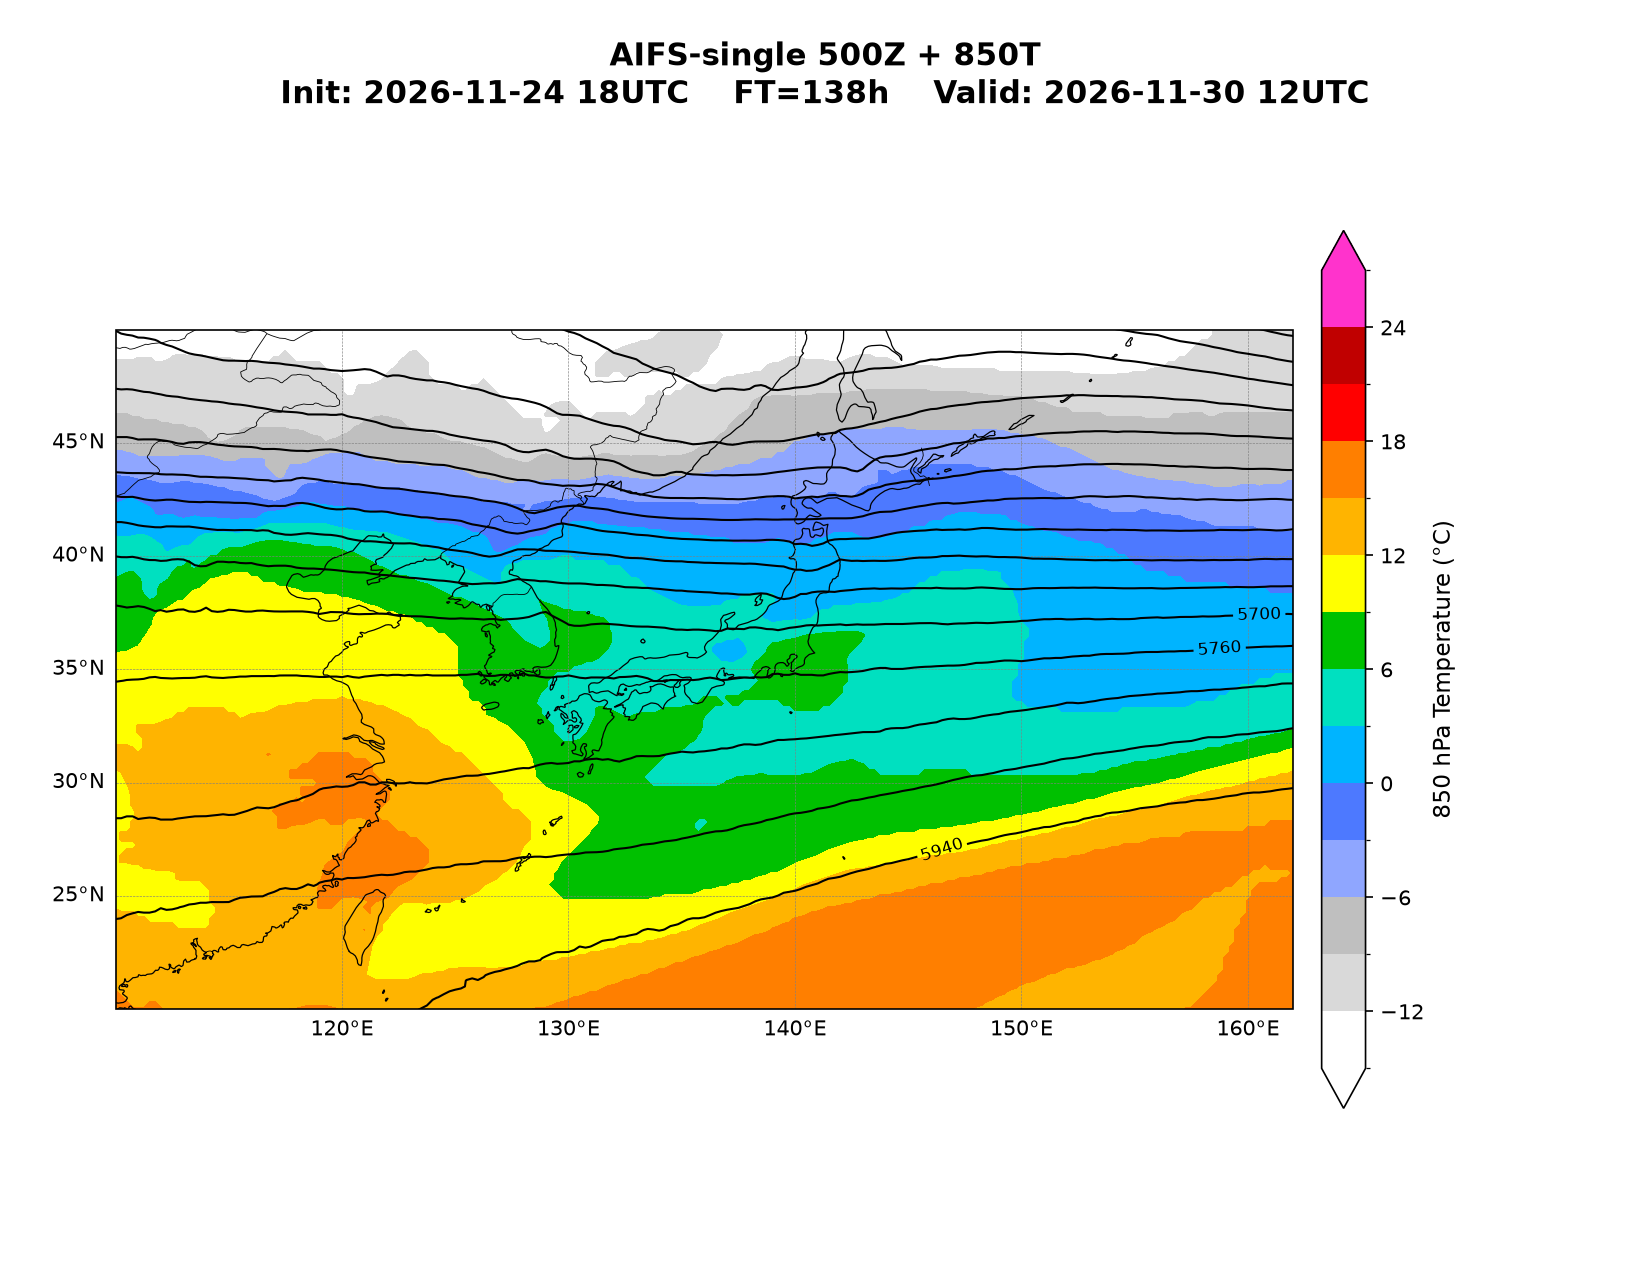 AIFS-single 500Z + 850T
Init: 2026-11-24 18UTC FT=138h Valid: 2026-11-30 12UTC
24
18
12
6
0
−6
−12
850 hPa Temperature (°C)
45°N
40°N
35°N
30°N
25°N
5700
5760
5940
120°E
130°E
140°E
150°E
160°E